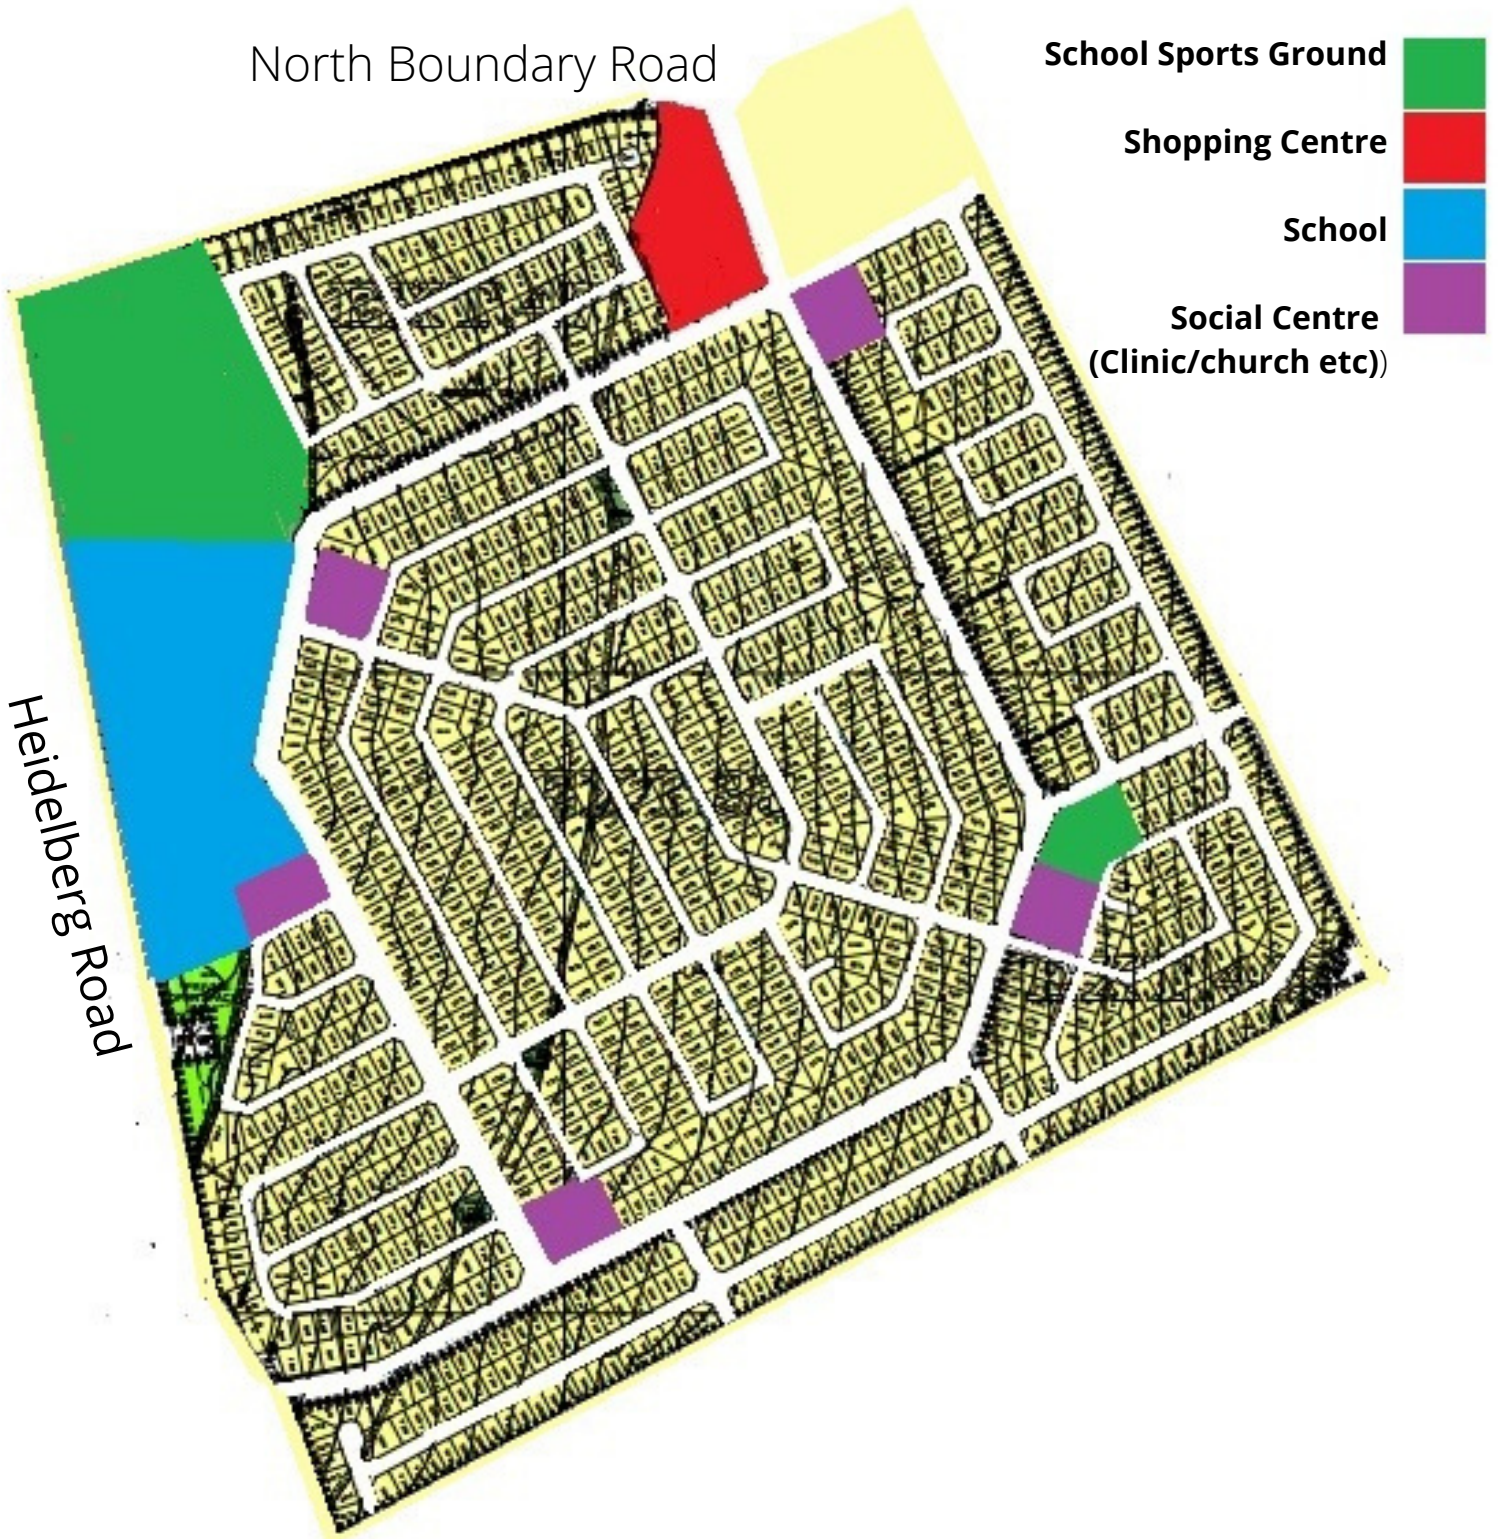 North Boundary Road
School Sports Ground
Shopping Centre
School
Social Centre
(Clinic/church etc))
Heidelberg Road